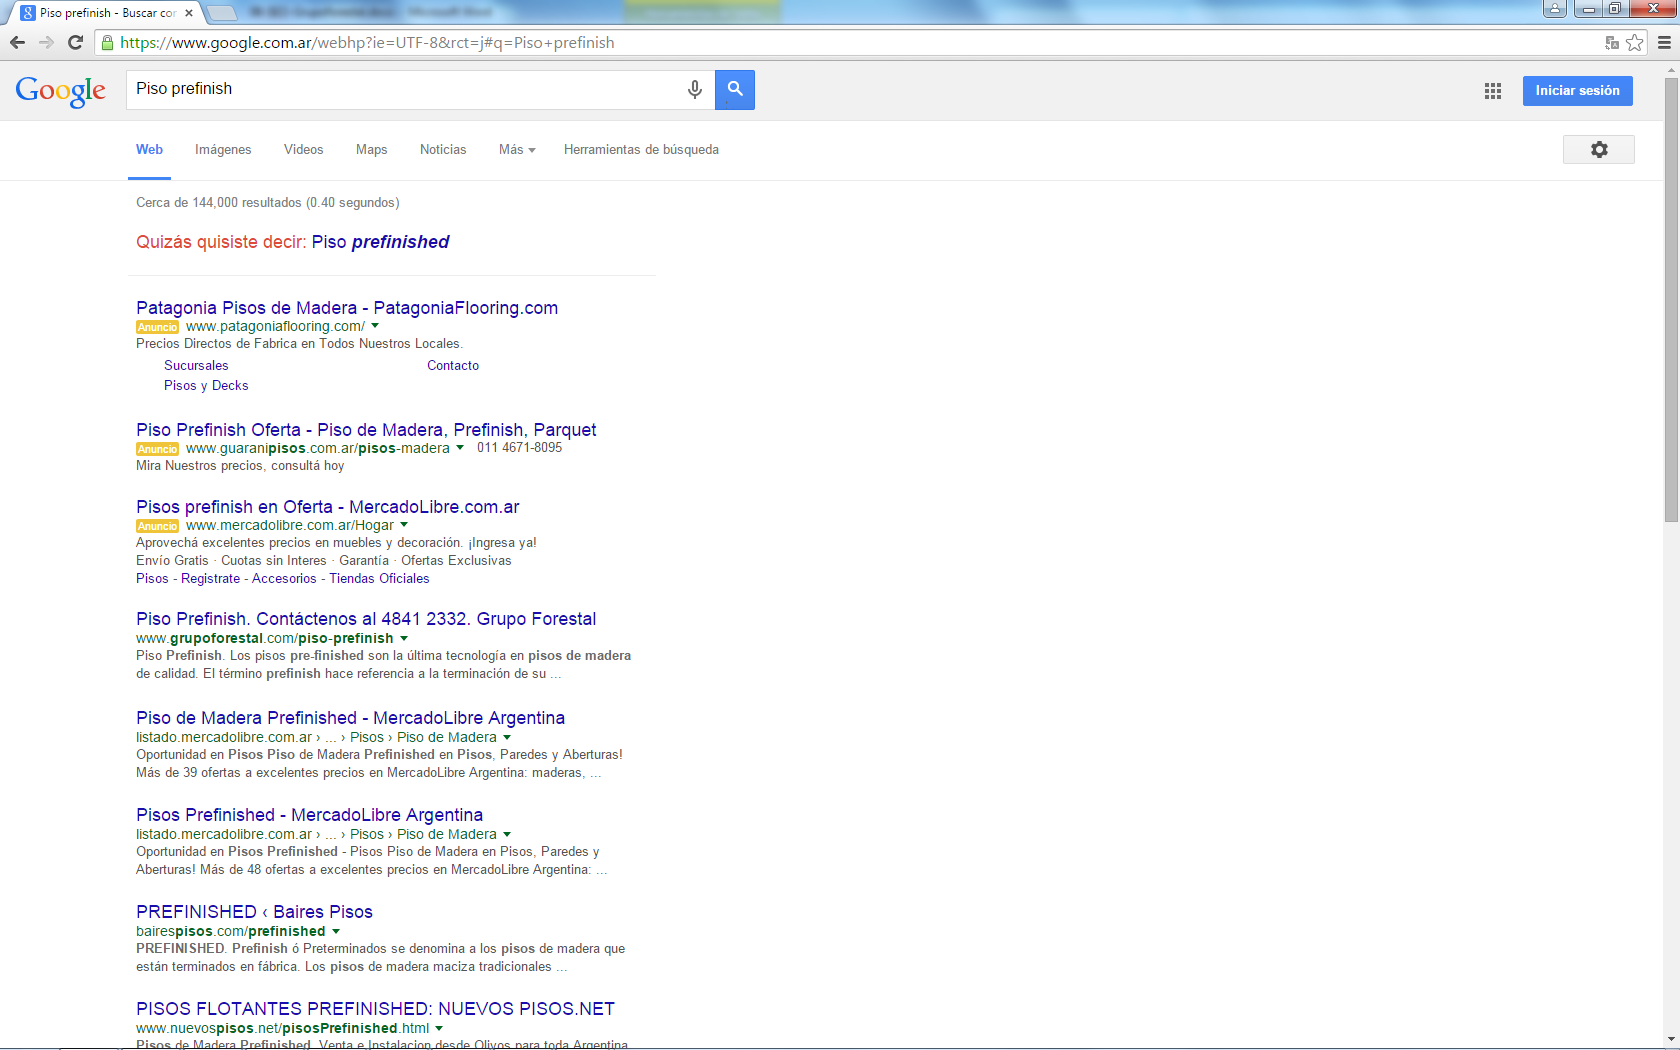 Piso prefinish - Buscar con
https://www.google.com.ar/webhp?ie=UTF-8&rct=j#q=Piso+prefinish
Google
Piso prefinish
Iniciar sesión
Web Imágenes Videos Maps Noticias Más Herramientas de búsqueda
Cerca de 144,000 resultados (0.40 segundos)
Quizás quisiste decir: Piso prefinished
Patagonia Pisos de Madera - PatagoniaFlooring.com
Anuncio www.patagoniaflooring.com/
Precios Directos de Fabrica en Todos Nuestros Locales.
Sucursales Contacto
Pisos y Decks
Piso Prefinish Oferta - Piso de Madera, Prefinish, Parquet
Anuncio www.guaranipisos.com.ar/pisos-madera 011 4671-8095
Mira Nuestros precios, consultá hoy
Pisos prefinish en Oferta - MercadoLibre.com.ar
Anuncio www.mercadolibre.com.ar/Hogar
Aprovechá excelentes precios en muebles y decoración. ¡Ingresa ya!
Envío Gratis · Cuotas sin Interes · Garantía · Ofertas Exclusivas
Pisos - Registrate - Accesorios - Tiendas Oficiales
Piso Prefinish. Contáctenos al 4841 2332. Grupo Forestal
www.grupoforestal.com/piso-prefinish
Piso Prefinish. Los pisos pre-finished son la última tecnología en pisos de madera
de calidad. El término prefinish hace referencia a la terminación de su ...
Piso de Madera Prefinished - MercadoLibre Argentina
listado.mercadolibre.com.ar › ... › Pisos › Piso de Madera
Oportunidad en Pisos Piso de Madera Prefinished en Pisos, Paredes y Aberturas!
Más de 39 ofertas a excelentes precios en MercadoLibre Argentina: maderas, ...
Pisos Prefinished - MercadoLibre Argentina
listado.mercadolibre.com.ar › ... › Pisos › Piso de Madera
Oportunidad en Pisos Prefinished - Pisos Piso de Madera en Pisos, Paredes y
Aberturas! Más de 48 ofertas a excelentes precios en MercadoLibre Argentina: ...
PREFINISHED ‹ Baires Pisos
bairespisos.com/prefinished
PREFINISHED. Prefinish ó Preterminados se denomina a los pisos de madera que
están terminados en fábrica. Los pisos de madera maciza tradicionales ...
PISOS FLOTANTES PREFINISHED: NUEVOS PISOS.NET
www.nuevospisos.net/pisosPrefinished.html
Pisos de Madera Prefinished. Venta e Instalacion desde Olivos para toda Argentina